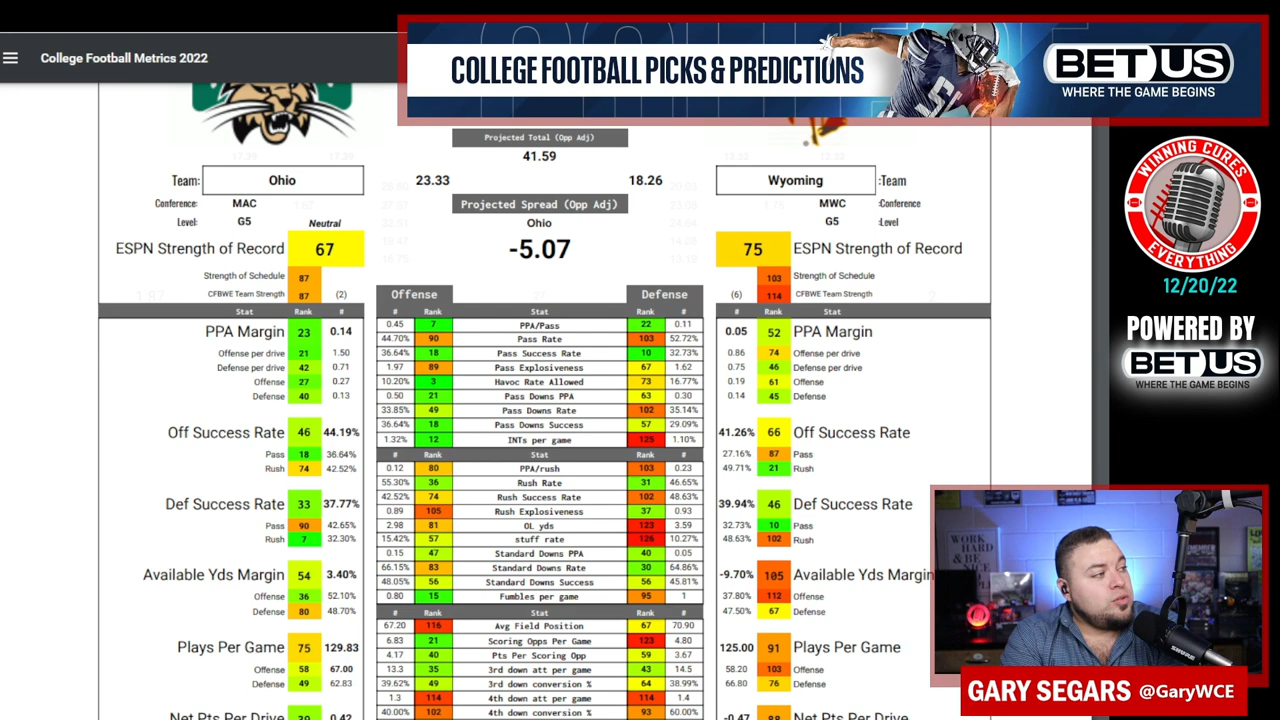 College Football Metrics 2022
COLLEGE FOOTBALL PICKS & PREDICTIONS
BETUS
WHERE THE GAME BEGINS
WINNING CURES
EVERYTHING
12/20/22
POWERED BY
BETUS
WHERE THE GAME BEGINS
Projected Total (Opp Adj)
41.59
Team: Ohio 23.33 18.26 Wyoming :Team
Conference: MAC Projected Spread (Opp Adj) MWC :Conference
Level: G5 Neutral Ohio G5 :Level
ESPN Strength of Record 67 -5.07 75 ESPN Strength of Record
Strength of Schedule 87 103 Strength of Schedule
CFBWE Team Strength 87 (2) Offense Defense (6) 114 CFBWE Team Strength
Stat Rank # # Rank Stat Rank # # Rank Stat
PPA Margin 23 0.14 0.05 52 PPA Margin
Offense per drive 21 1.50 0.86 74 Offense per drive
Defense per drive 42 0.71 0.75 46 Defense per drive
Offense 27 0.27 0.19 61 Offense
Defense 40 0.13 0.14 45 Defense
Off Success Rate 46 44.19% 41.26% 66 Off Success Rate
Pass 18 36.64% 27.16% 87 Pass
Rush 74 42.52% 49.71% 21 Rush
Def Success Rate 33 37.77% 39.94% 46 Def Success Rate
Pass 90 42.65% 32.73% 10 Pass
Rush 7 32.30% 48.63% 102 Rush
Available Yds Margin 54 3.40% -9.70% 105 Available Yds Margin
Offense 36 52.10% 37.80% 112 Offense
Defense 80 48.70% 47.50% 67 Defense
Plays Per Game 75 129.83 125.00 91 Plays Per Game
Offense 58 67.00 58.20 103 Offense
Defense 49 62.83 66.80 76 Defense
Net Pts Per Drive 39 0.42 -0.47 88 Net Pts Per Drive
0.45 7 PPA/Pass 22 0.11
44.70% 90 Pass Rate 103 52.72%
36.64% 18 Pass Success Rate 10 32.73%
1.97 89 Pass Explosiveness 67 1.62
10.20% 3 Havoc Rate Allowed 73 16.77%
0.50 21 Pass Downs PPA 63 0.30
33.85% 49 Pass Downs Rate 102 35.14%
36.64% 18 Pass Downs Success 57 29.09%
1.32% 12 INTs per game 125 1.10%
# Rank Stat Rank #
0.12 80 PPA/rush 103 0.23
55.30% 36 Rush Rate 31 46.65%
42.52% 74 Rush Success Rate 102 48.63%
0.89 105 Rush Explosiveness 37 0.93
2.98 81 OL yds 123 3.59
15.42% 57 stuff rate 126 10.27%
0.15 47 Standard Downs PPA 40 0.05
66.15% 83 Standard Downs Rate 30 64.86%
48.05% 56 Standard Downs Success 56 45.81%
0.80 15 Fumbles per game 95 1
# Rank Stat Rank #
67.20 116 Avg Field Position 67 70.90
6.83 21 Scoring Opps Per Game 123 4.80
4.17 40 Pts Per Scoring Opp 59 3.67
13.3 35 3rd down att per game 43 14.5
39.62% 49 3rd down conversion % 64 38.99%
1.3 114 4th down att per game 114 1.4
40.00% 102 4th down conversion % 93 60.00%
SHURE
GARY SEGARS @GaryWCE